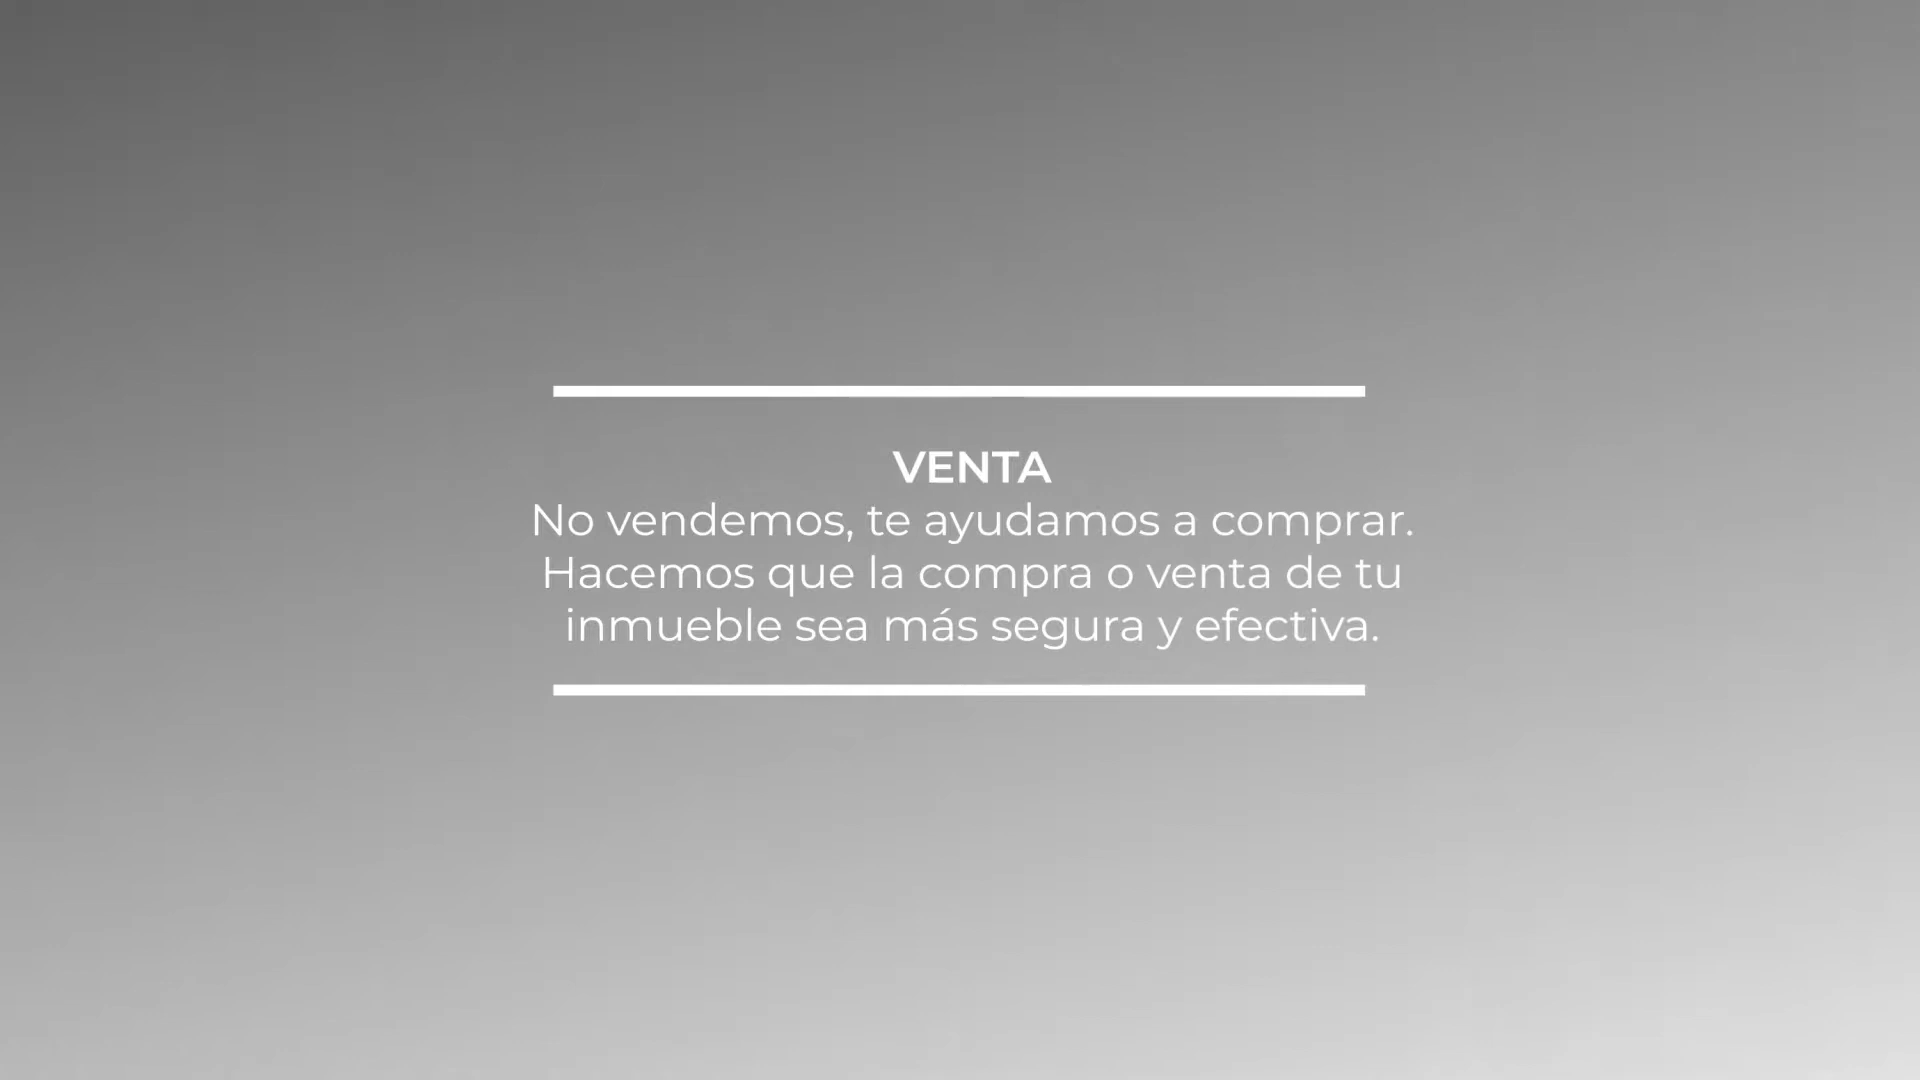 VENTA
No vendemos, te ayudamos a comprar.
Hacemos que la compra o venta de tu
inmueble sea más segura y efectiva.